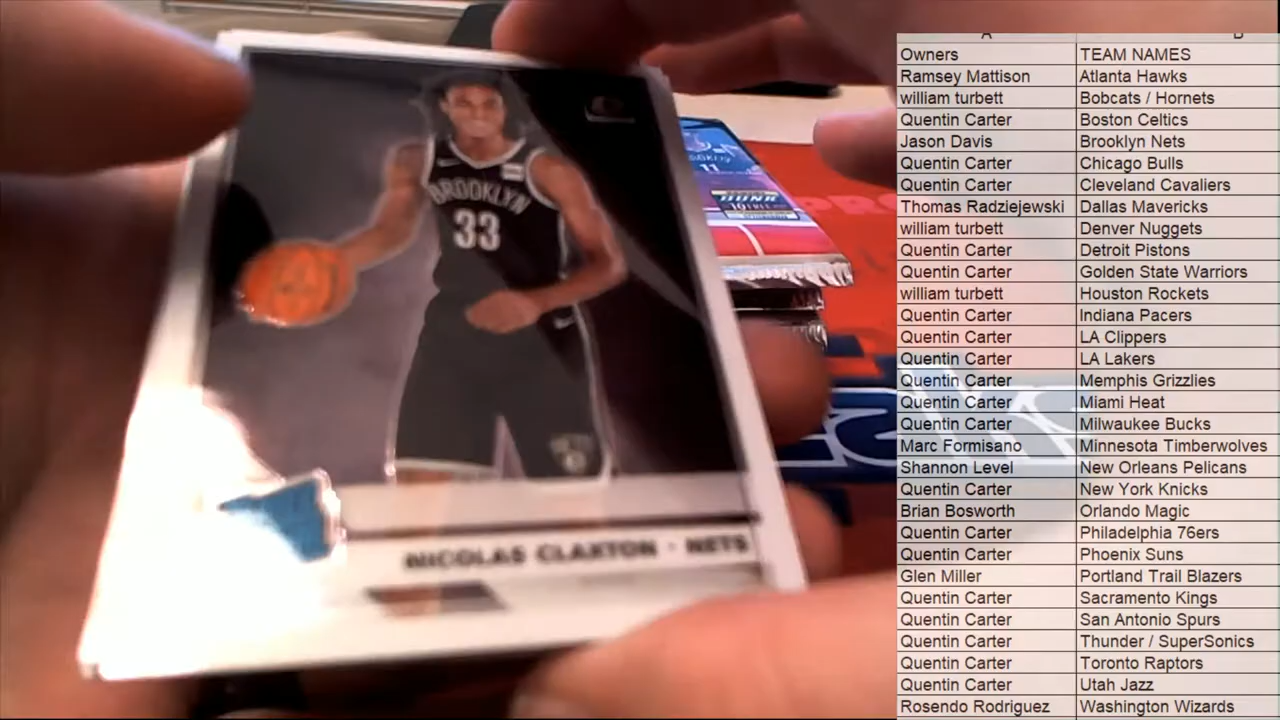 A B
Owners TEAM NAMES
Ramsey Mattison Atlanta Hawks
william turbett Bobcats / Hornets
Quentin Carter Boston Celtics
Jason Davis Brooklyn Nets
Quentin Carter Chicago Bulls
Quentin Carter Cleveland Cavaliers
Thomas Radziejewski Dallas Mavericks
william turbett Denver Nuggets
Quentin Carter Detroit Pistons
Quentin Carter Golden State Warriors
william turbett Houston Rockets
Quentin Carter Indiana Pacers
Quentin Carter LA Clippers
Quentin Carter LA Lakers
Quentin Carter Memphis Grizzlies
Quentin Carter Miami Heat
Quentin Carter Milwaukee Bucks
Marc Formisano Minnesota Timberwolves
Shannon Level New Orleans Pelicans
Quentin Carter New York Knicks
Brian Bosworth Orlando Magic
Quentin Carter Philadelphia 76ers
Quentin Carter Phoenix Suns
Glen Miller Portland Trail Blazers
Quentin Carter Sacramento Kings
Quentin Carter San Antonio Spurs
Quentin Carter Thunder / SuperSonics
Quentin Carter Toronto Raptors
Quentin Carter Utah Jazz
Rosendo Rodriguez Washington Wizards
BROOKLYN
33
NICOLAS CLAXTON · NETS
11